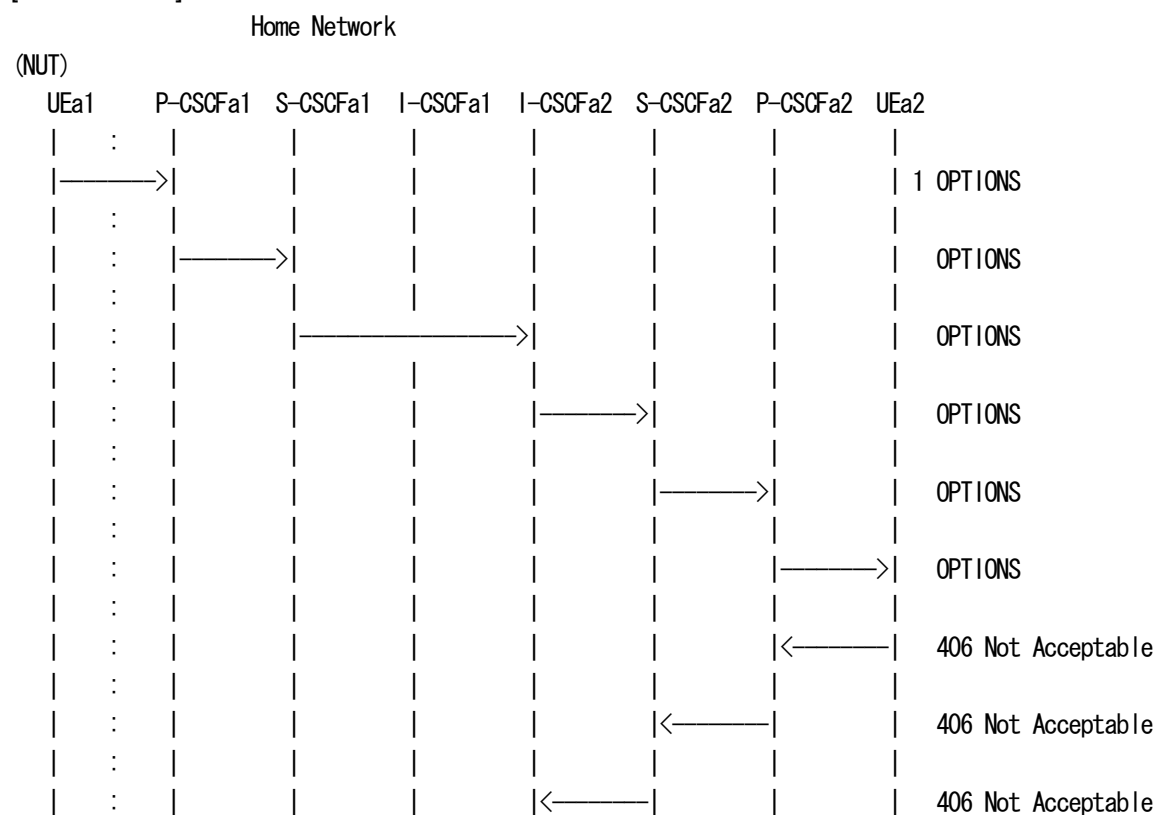 Home Network
(NUT)
UEa1 P-CSCFa1 S-CSCFa1 I-CSCFa1 I-CSCFa2 S-CSCFa2 P-CSCFa2 UEa2
| : | | | | | | |
|-------->| | | | | | | 1 OPTIONS
| : | | | | | | |
| : |-------->| | | | | | OPTIONS
| : | | | | | | |
| : | |------------------>| | | | OPTIONS
| : | | | | | | |
| : | | | |-------->| | | OPTIONS
| : | | | | | | |
| : | | | | |-------->| | OPTIONS
| : | | | | | | |
| : | | | | | |-------->| OPTIONS
| : | | | | | | |
| : | | | | | |<--------| 406 Not Acceptable
| : | | | | | | |
| : | | | | |<--------| | 406 Not Acceptable
| : | | | | | | |
| : | | | |<--------| | | 406 Not Acceptable